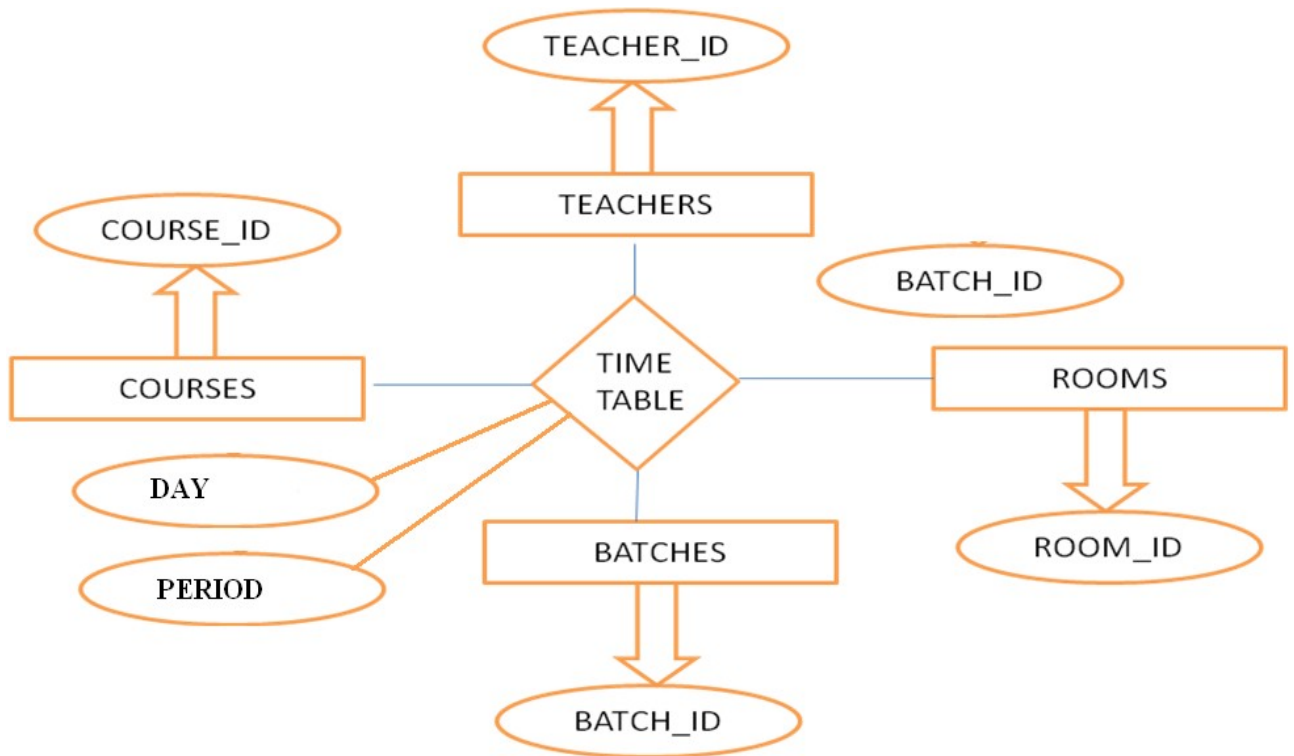 TEACHER_ID
TEACHERS
COURSE_ID
BATCH_ID
COURSES
TIME
TABLE
ROOMS
DAY
PERIOD
BATCHES
ROOM_ID
BATCH_ID